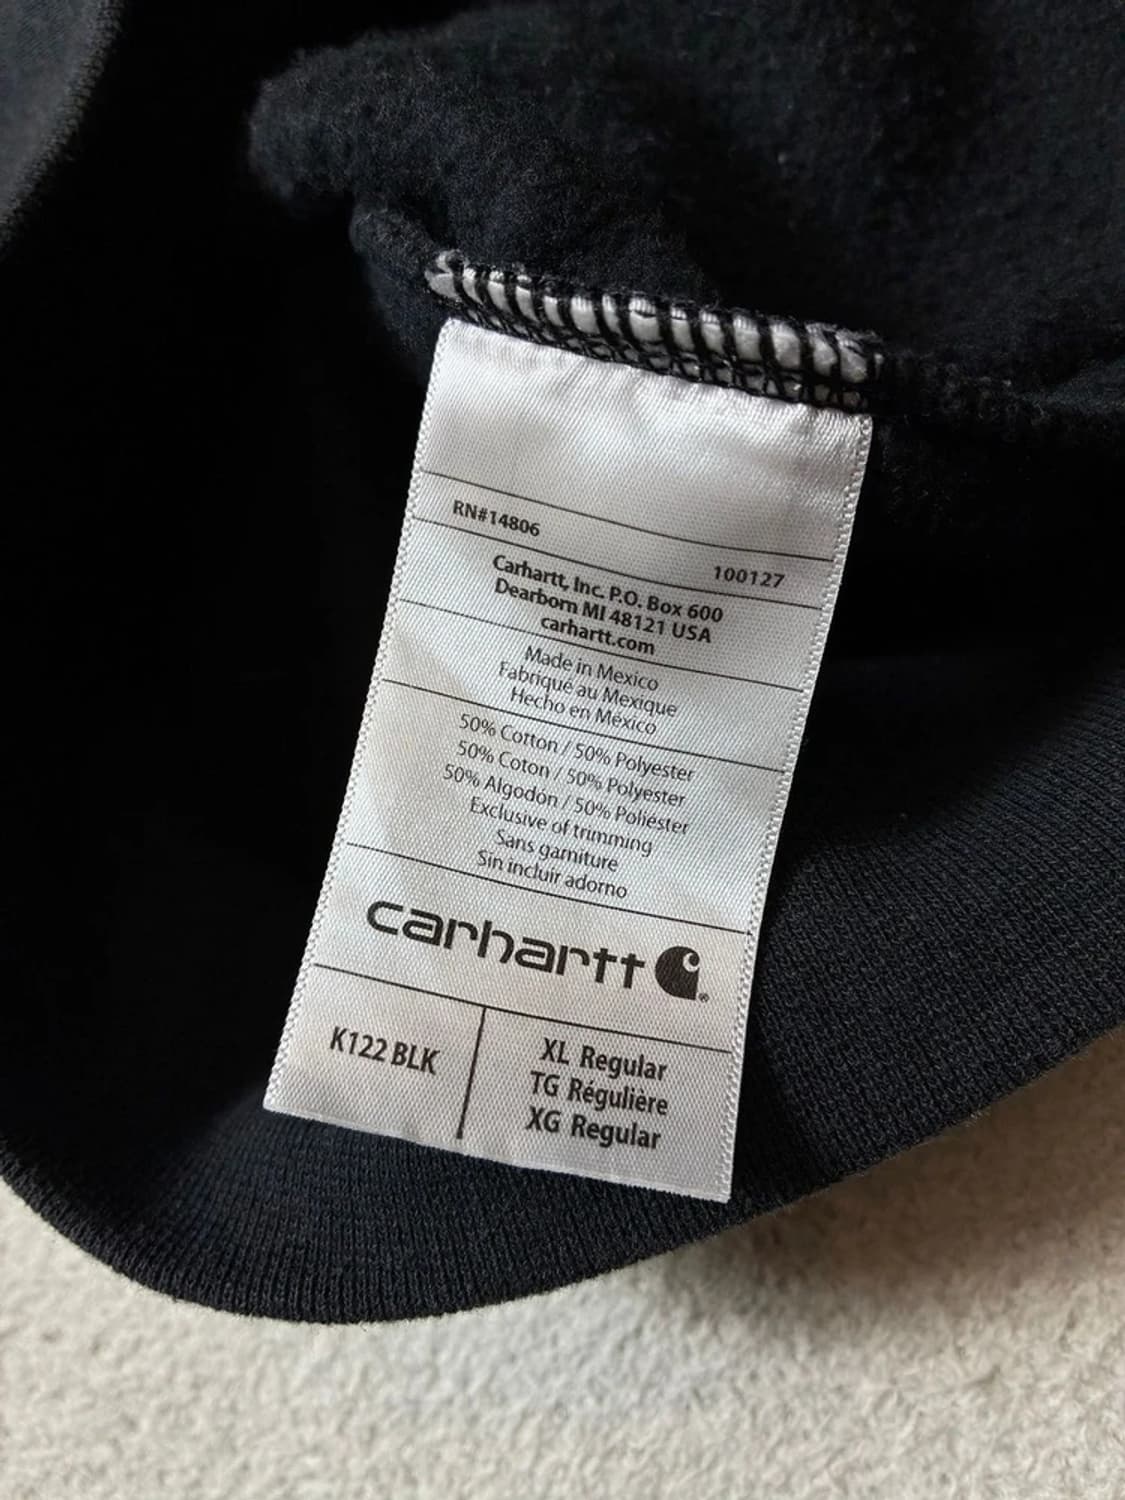 RN#14806
100127
Carhartt, Inc. P.O. Box 600
Dearborn MI 48121 USA
carhartt.com
Made in Mexico
Fabriqué au Mexique
Hecho en México
50% Cotton / 50% Polyester
50% Coton / 50% Polyester
50% Algodón / 50% Poliester
Exclusive of trimming
Sans garniture
Sin incluir adorno
carhartt ®
K122 BLK
XL Regular
TG Régulière
XG Regular